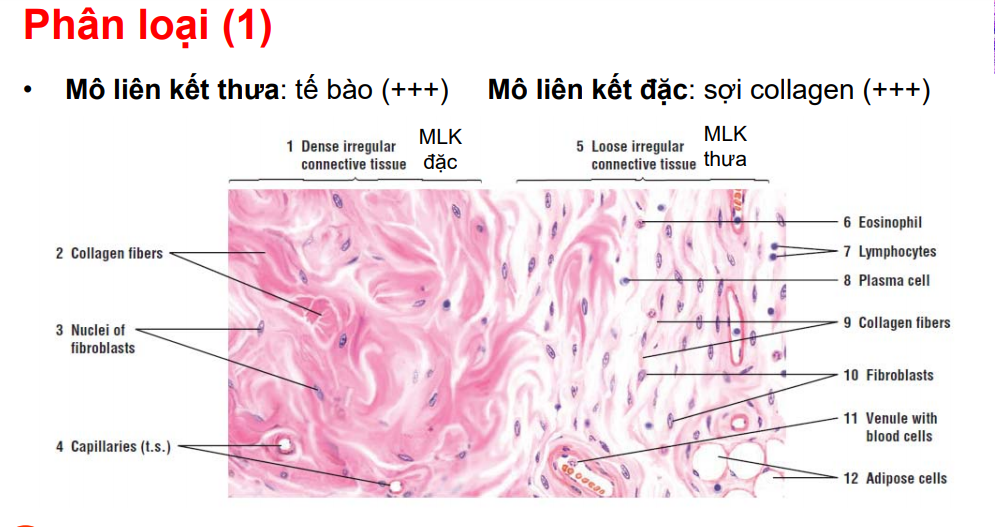 Phân loại (1)
• Mô liên kết thưa: tế bào (+++) Mô liên kết đặc: sợi collagen (+++)
1 Dense irregular
connective tissue
MLK
đặc
5 Loose irregular
connective tissue
MLK
thưa
2 Collagen fibers
3 Nuclei of
fibroblasts
4 Capillaries (t.s.)
6 Eosinophil
7 Lymphocytes
8 Plasma cell
9 Collagen fibers
10 Fibroblasts
11 Venule with
blood cells
12 Adipose cells